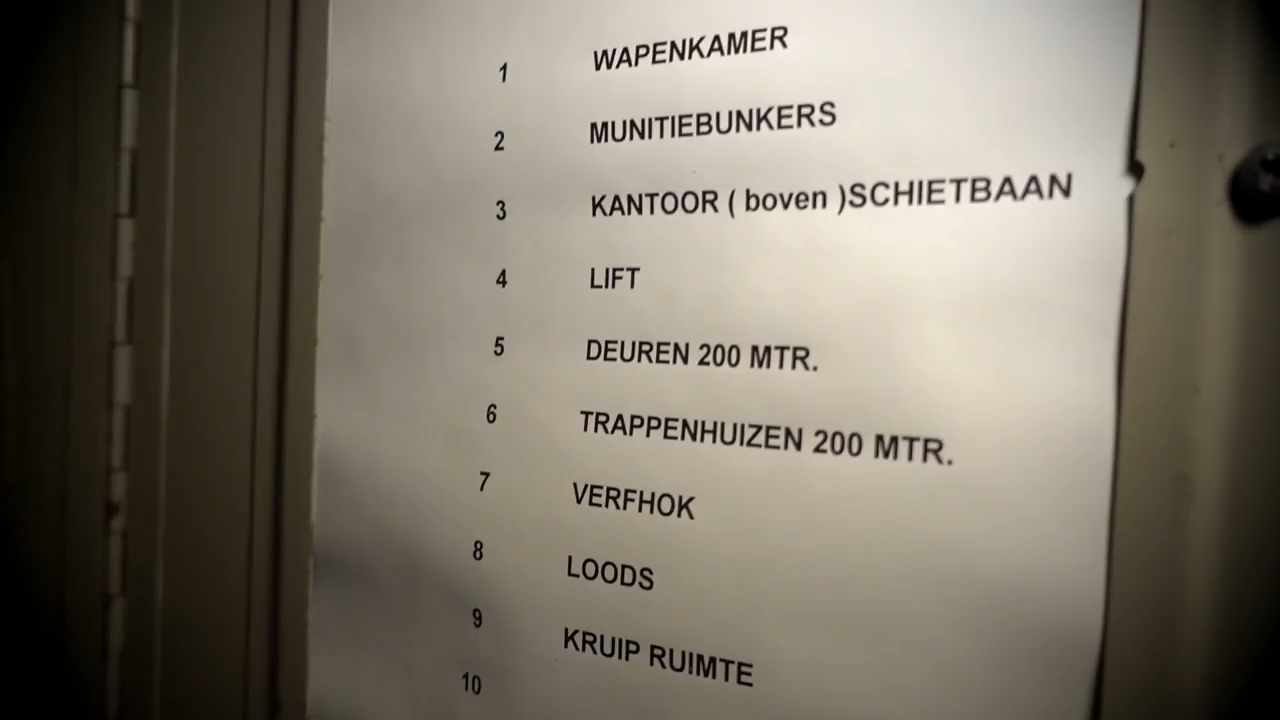 1 WAPENKAMER
2 MUNITIEBUNKERS
3 KANTOOR ( boven )SCHIETBAAN
4 LIFT
5 DEUREN 200 MTR.
6 TRAPPENHUIZEN 200 MTR.
7 VERFHOK
8 LOODS
9 KRUIP RUIMTE
10